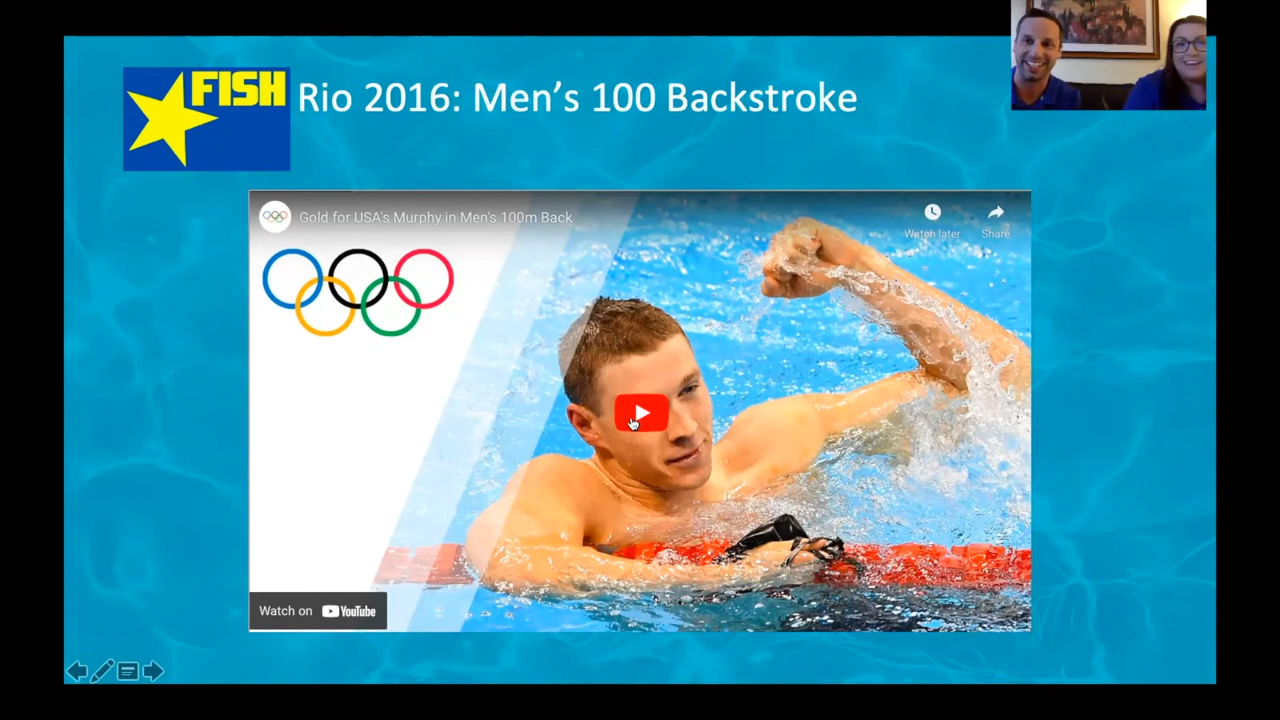 FISH
Rio 2016: Men’s 100 Backstroke
Gold for USA's Murphy in Men's 100m Back
Watch later
Share
Watch on YouTube